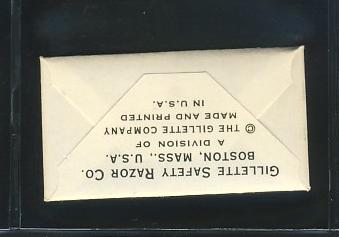 GILLETTE SAFETY RAZOR CO.
BOSTON, MASS., U.S.A.
A DIVISION OF
© THE GILLETTE COMPANY
MADE AND PRINTED
IN U.S.A.